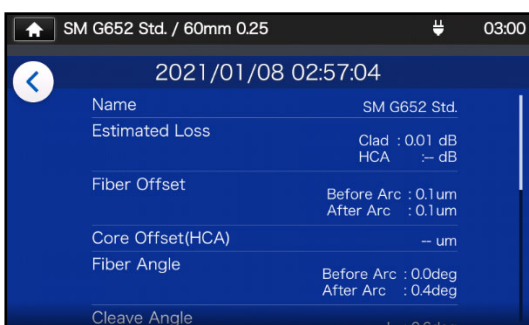 SM G652 Std. / 60mm 0.25 03:00
2021/01/08 02:57:04
Name SM G652 Std.
Estimated Loss
Clad : 0.01 dB
HCA :-- dB
Fiber Offset
Before Arc : 0.1um
After Arc : 0.1um
Core Offset(HCA) -- um
Fiber Angle
Before Arc : 0.0deg
After Arc : 0.4deg
Cleave Angle